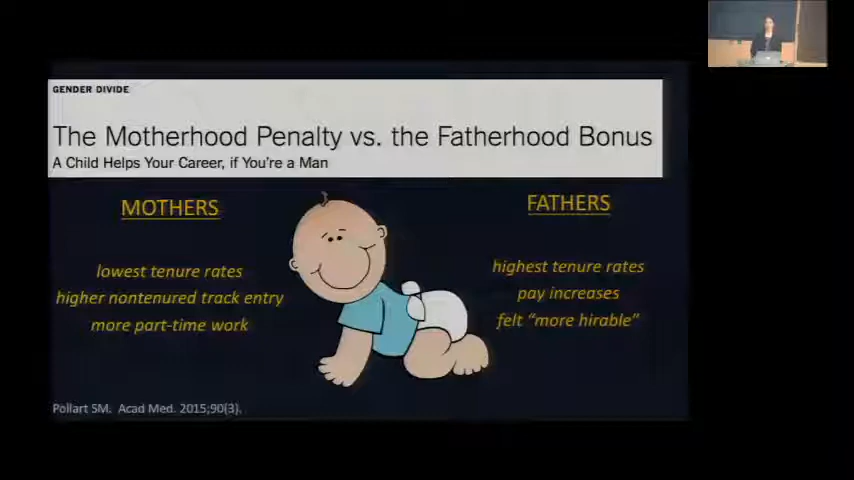 GENDER DIVIDE
The Motherhood Penalty vs. the Fatherhood Bonus
A Child Helps Your Career, if You're a Man
MOTHERS
lowest tenure rates
higher nontenured track entry
more part-time work
FATHERS
highest tenure rates
pay increases
felt “more hirable”
Pollart SM. Acad Med. 2015;90(3).